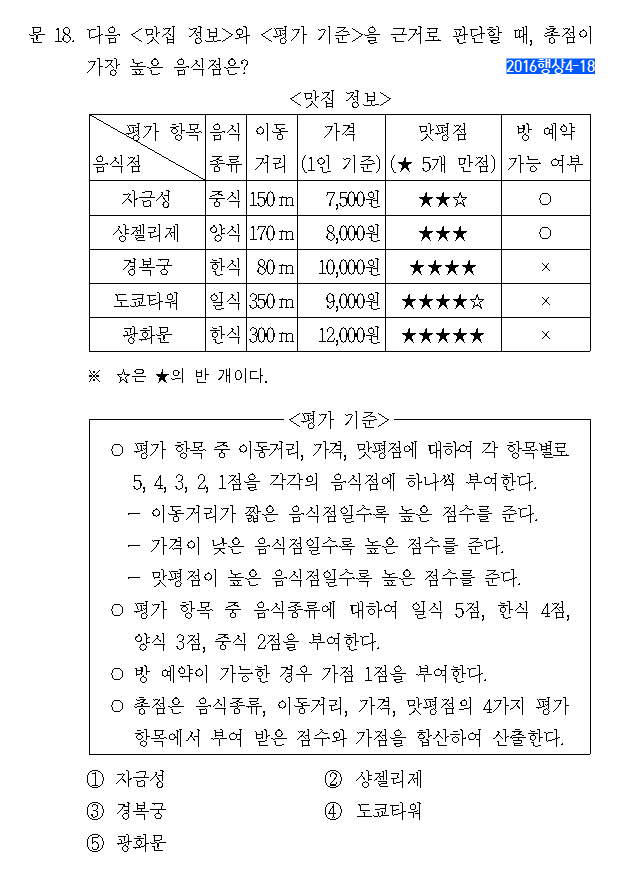 문 18. 다음 <맛집 정보>와 <평가 기준>을 근거로 판단할 때, 총점이
가장 높은 음식점은?
2016행상4-18
<맛집 정보>
평가 항목 음식 이동 가격 맛평점 방 예약
음식점 종류 거리 (1인 기준) (★ 5개 만점) 가능 여부
자금성 중식 150m 7,500원 ★★☆ ○
샹젤리제 양식 170m 8,000원 ★★★ ○
경복궁 한식 80m 10,000원 ★★★★ ×
도쿄타워 일식 350m 9,000원 ★★★★☆ ×
광화문 한식 300m 12,000원 ★★★★★ ×
※ ☆은 ★의 반 개이다.
<평가 기준>
○ 평가 항목 중 이동거리, 가격, 맛평점에 대하여 각 항목별로
5, 4, 3, 2, 1점을 각각의 음식점에 하나씩 부여한다.
- 이동거리가 짧은 음식점일수록 높은 점수를 준다.
- 가격이 낮은 음식점일수록 높은 점수를 준다.
- 맛평점이 높은 음식점일수록 높은 점수를 준다.
○ 평가 항목 중 음식종류에 대하여 일식 5점, 한식 4점,
양식 3점, 중식 2점을 부여한다.
○ 방 예약이 가능한 경우 가점 1점을 부여한다.
○ 총점은 음식종류, 이동거리, 가격, 맛평점의 4가지 평가
항목에서 부여 받은 점수와 가점을 합산하여 산출한다.
① 자금성 ② 샹젤리제
③ 경복궁 ④ 도쿄타워
⑤ 광화문